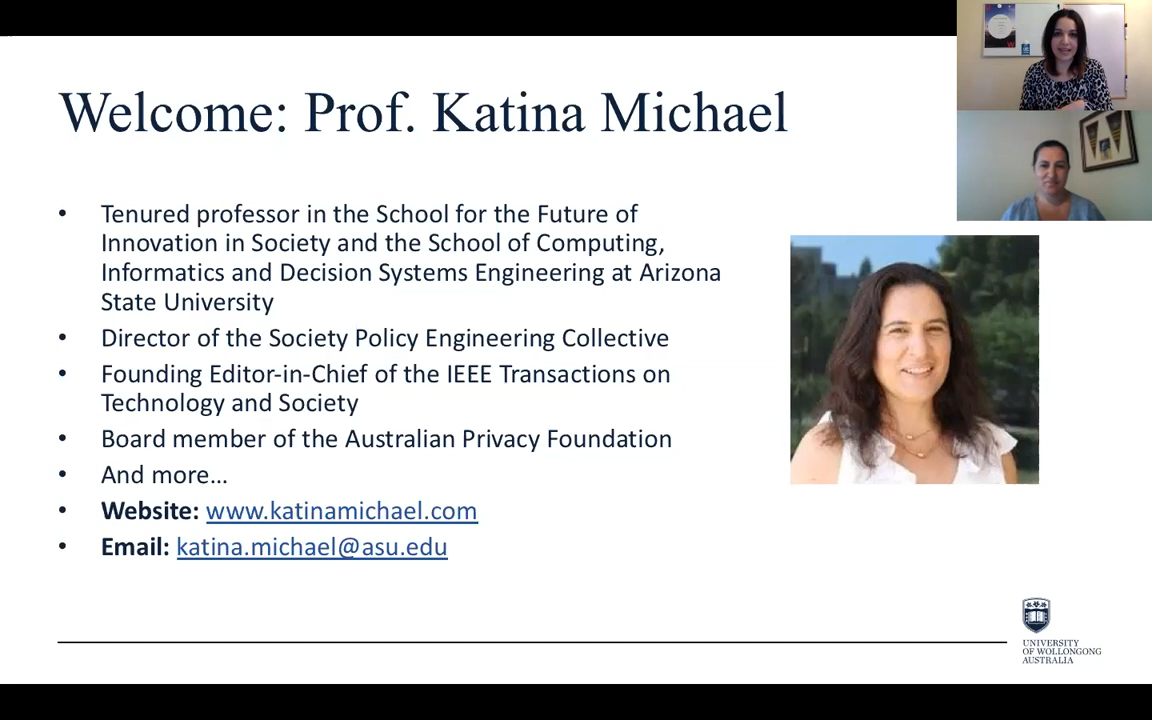 Welcome: Prof. Katina Michael
• Tenured professor in the School for the Future of
Innovation in Society and the School of Computing,
Informatics and Decision Systems Engineering at Arizona
State University
• Director of the Society Policy Engineering Collective
• Founding Editor-in-Chief of the IEEE Transactions on
Technology and Society
• Board member of the Australian Privacy Foundation
• And more...
• Website: www.katinamichael.com
• Email: katina.michael@asu.edu
UNIVERSITY
OF WOLLONGONG
AUSTRALIA